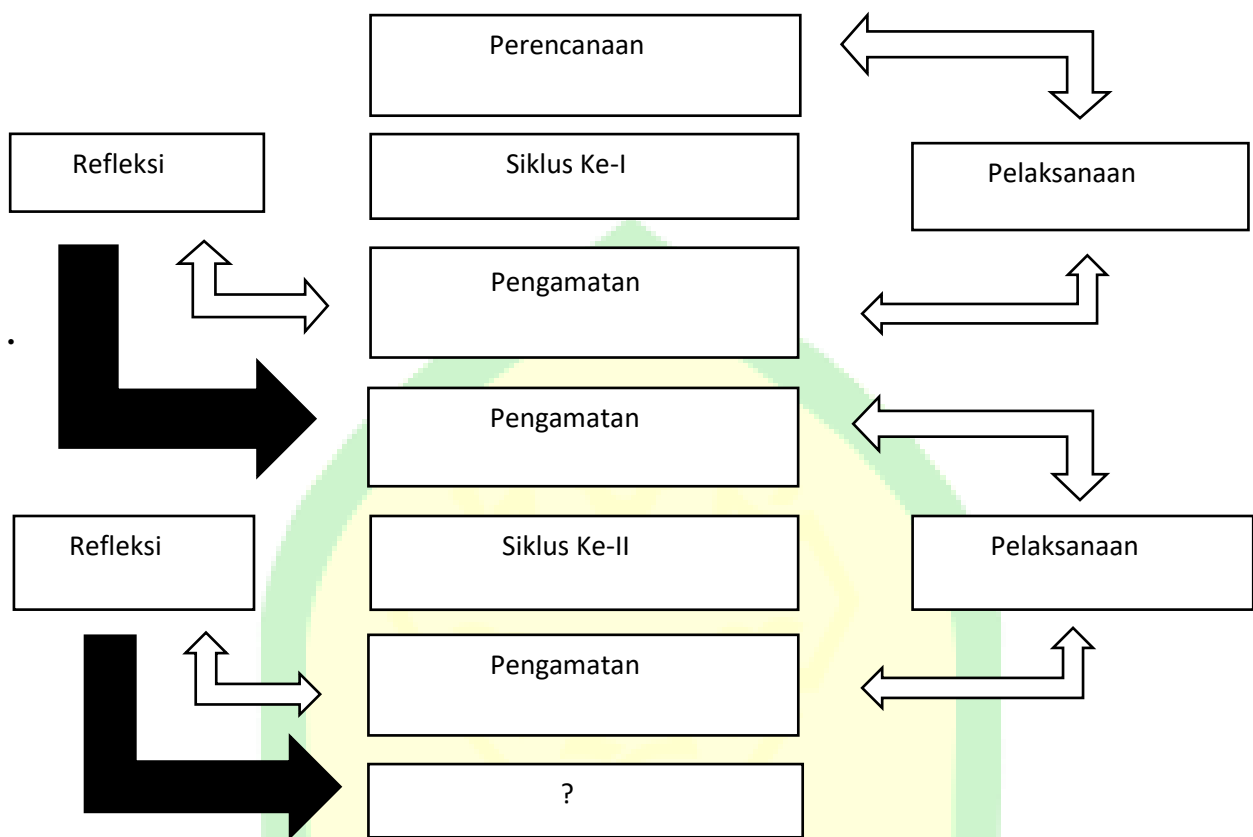 Perencanaan
Refleksi
Siklus Ke-I
Pelaksanaan
Pengamatan
Pengamatan
Refleksi
Siklus Ke-II
Pelaksanaan
Pengamatan
?